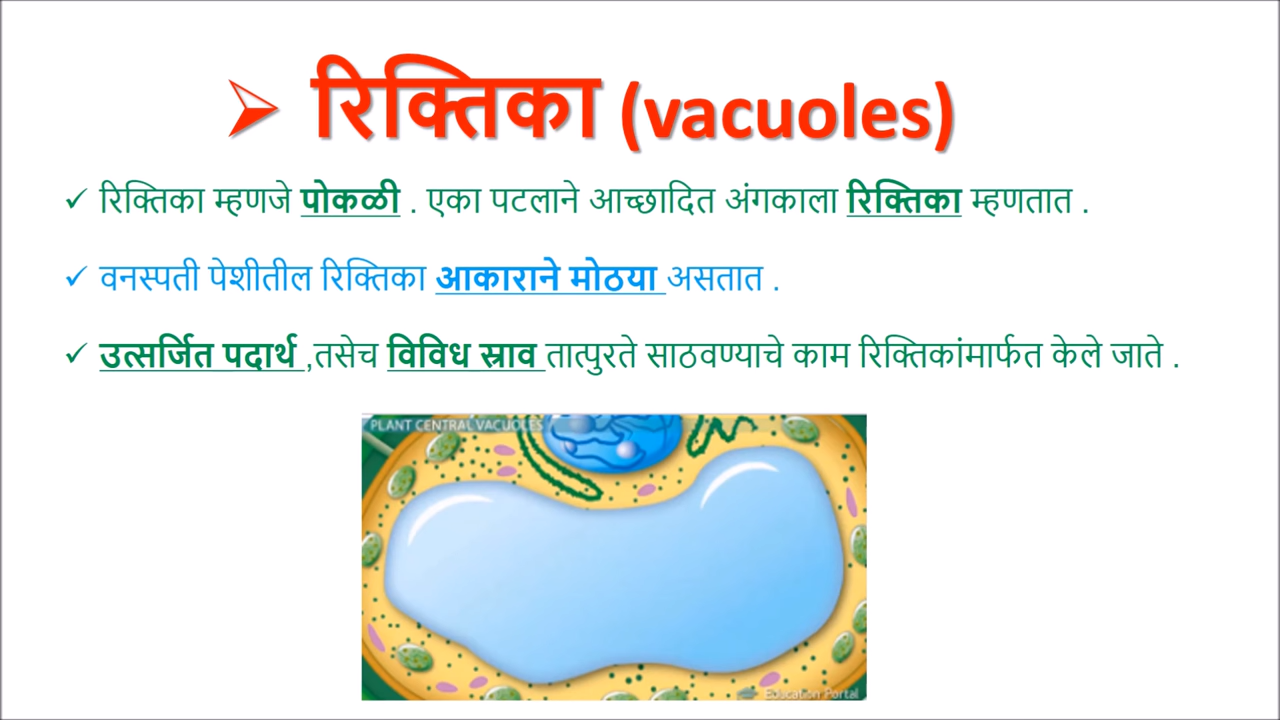 ➢ रिक्तिका (vacuoles)
✓ रिक्तिका म्हणजे पोकळी . एका पटलाने आच्छादित अंगकाला रिक्तिका म्हणतात .
✓ वनस्पती पेशीतील रिक्तिका आकाराने मोठया असतात .
✓ उत्सर्जित पदार्थ ,तसेच विविध स्राव तात्पुरते साठवण्याचे काम रिक्तिकांमार्फत केले जाते .
PLANT CENTRAL VACUOLES
Education Portal